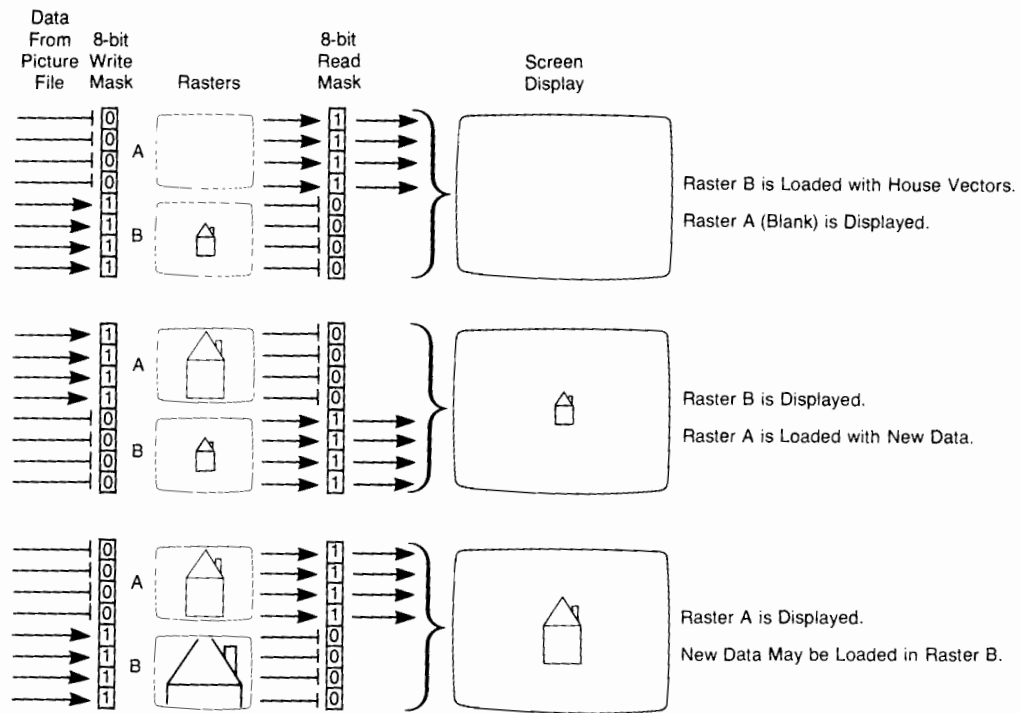 Data
From
Picture
File
8-bit
Write
Mask
Rasters
8-bit
Read
Mask
Screen
Display
0
0
0
0
1
1
1
1
A
B
1
1
1
1
0
0
0
0
Raster B is Loaded with House Vectors.
Raster A (Blank) is Displayed.
1
1
1
1
0
0
0
0
A
B
0
0
0
0
1
1
1
1
Raster B is Displayed.
Raster A is Loaded with New Data.
0
0
0
0
1
1
1
1
A
B
1
1
1
1
0
0
0
0
Raster A is Displayed.
New Data May be Loaded in Raster B.